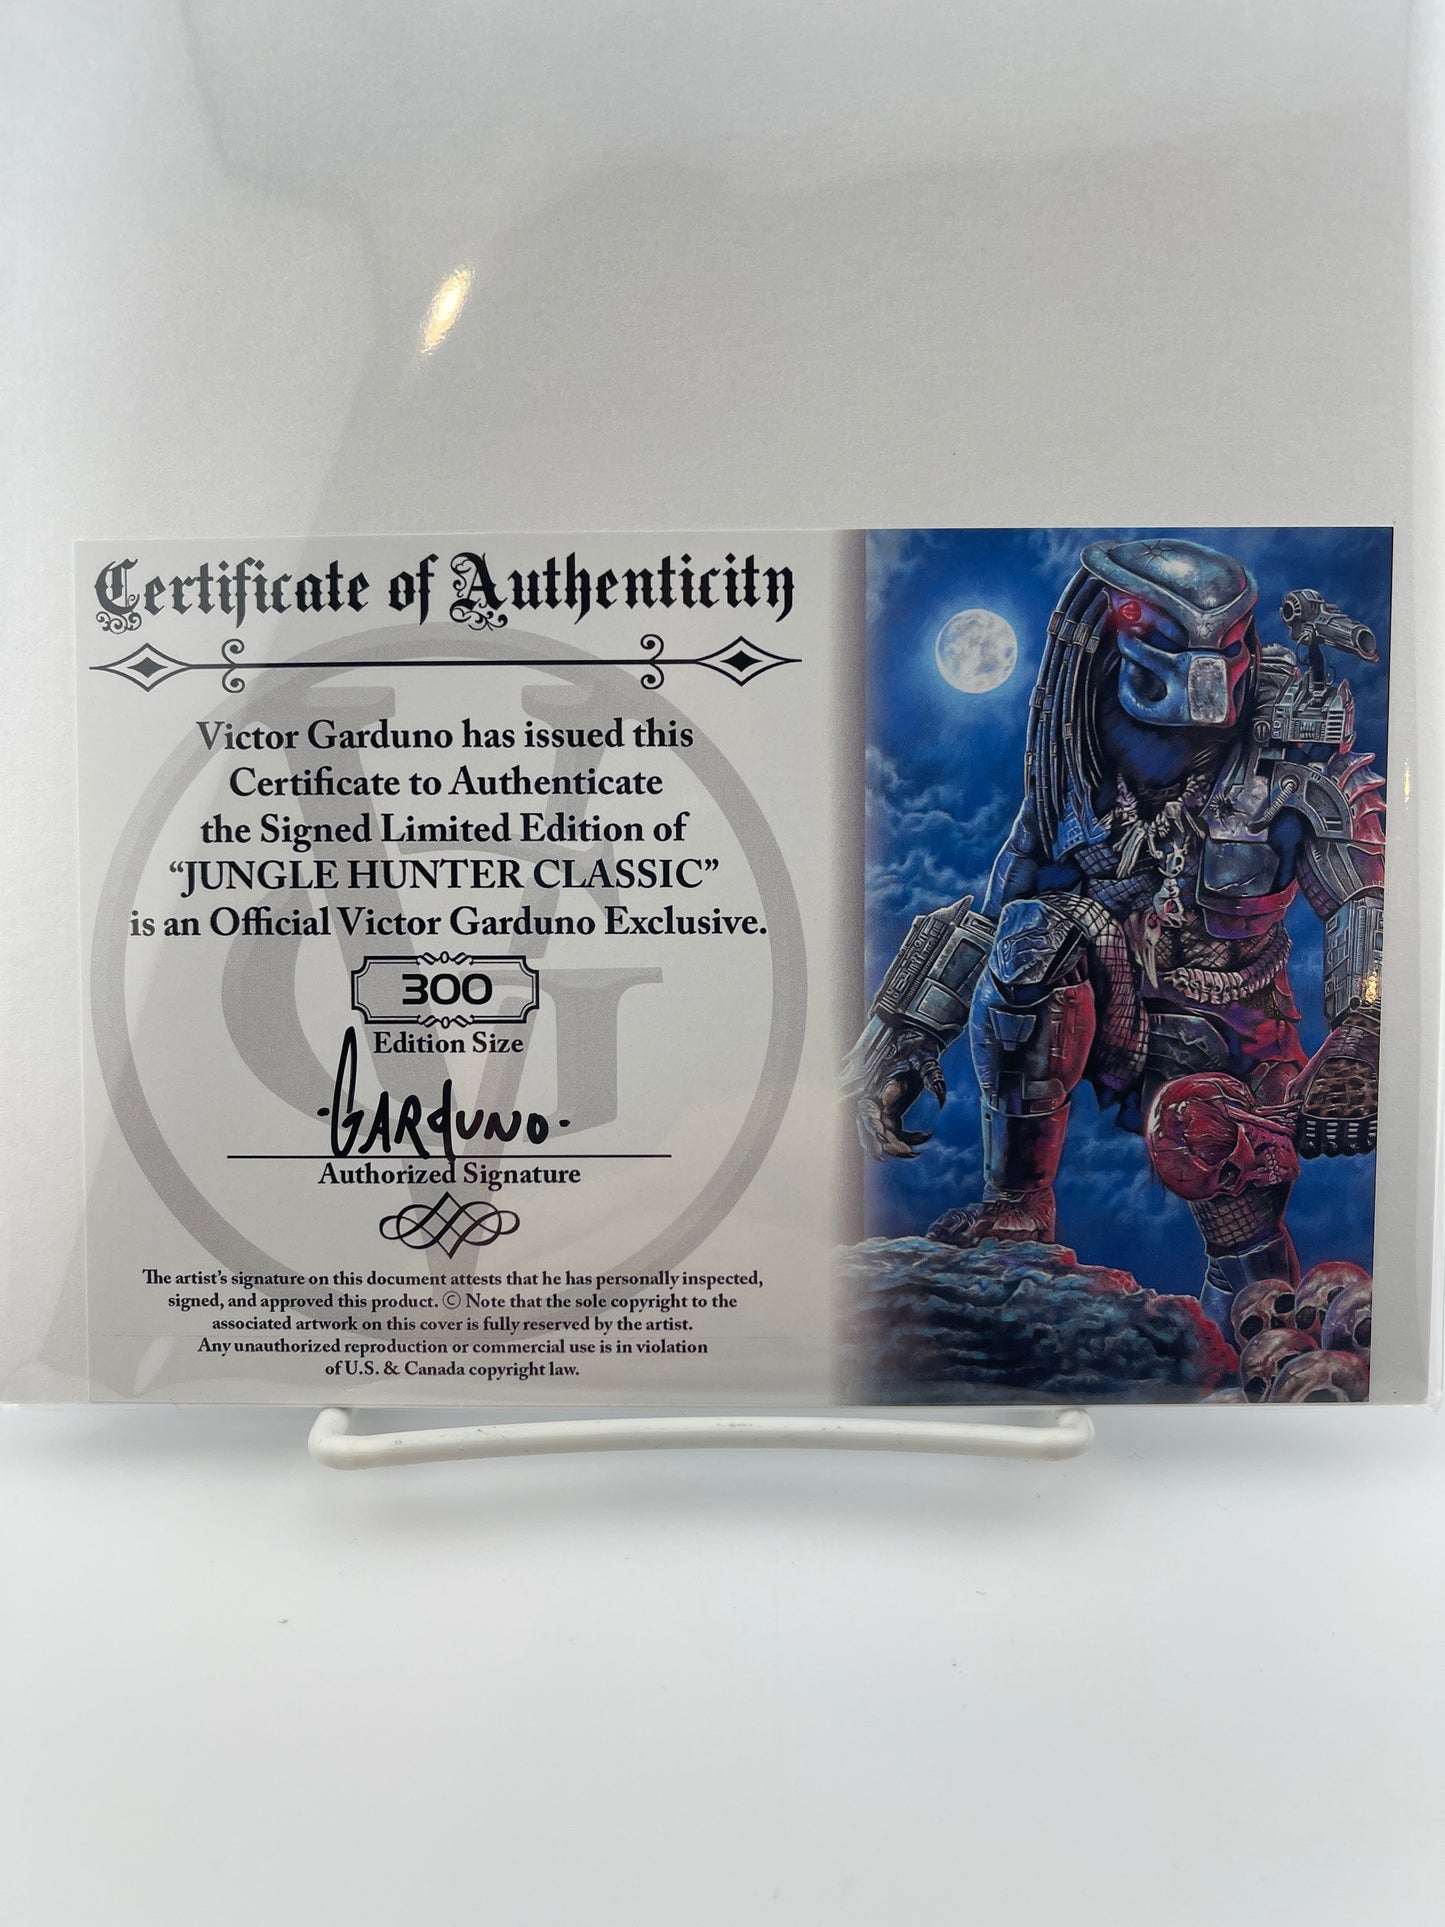 Certificate of Authenticity
Victor Garduno has issued this
Certificate to Authenticate
the Signed Limited Edition of
“JUNGLE HUNTER CLASSIC”
is an Official Victor Garduno Exclusive.
300
Edition Size
-GARdUNO-
Authorized Signature
The artist’s signature on this document attests that he has personally inspected,
signed, and approved this product. © Note that the sole copyright to the
associated artwork on this cover is fully reserved by the artist.
Any unauthorized reproduction or commercial use is in violation
of U.S. & Canada copyright law.
VG